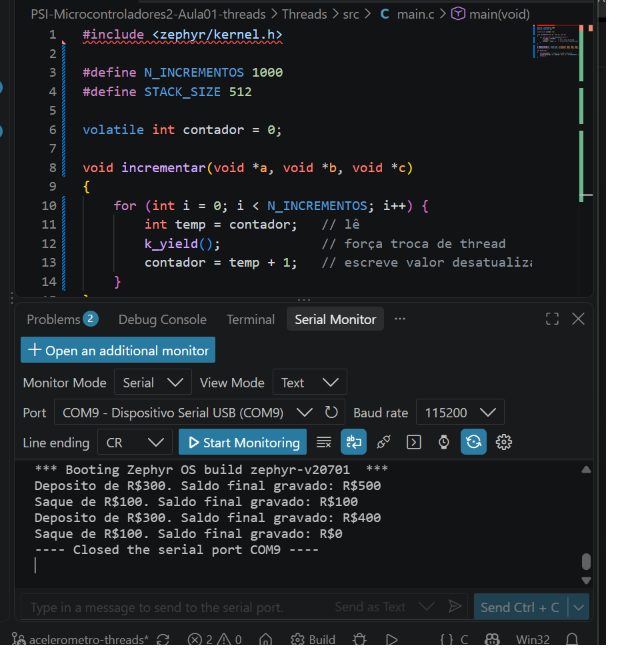 PSI-Microcontroladores2-Aula01-threads > Threads > src > C main.c > main(void)
1 #include <zephyr/kernel.h>
2
3 #define N_INCREMENTOS 1000
4 #define STACK_SIZE 512
5
6 volatile int contador = 0;
7
8 void incrementar(void *a, void *b, void *c)
9 {
10 for (int i = 0; i < N_INCREMENTOS; i++) {
11 int temp = contador; // lê
12 k_yield(); // força troca de thread
13 contador = temp + 1; // escreve valor desatualiza
14 }
Problems 2 Debug Console Terminal Serial Monitor ...
+ Open an additional monitor
Monitor Mode Serial View Mode Text
Port COM9 - Dispositivo Serial USB (COM9) Baud rate 115200
Line ending CR Start Monitoring
*** Booting Zephyr OS build zephyr-v20701 ***
Deposito de R$300. Saldo final gravado: R$500
Saque de R$100. Saldo final gravado: R$100
Deposito de R$300. Saldo final gravado: R$400
Saque de R$100. Saldo final gravado: R$0
---- Closed the serial port COM9 ----
Type in a message to send to the serial port. Send as Text Send Ctrl + C
acelerometro-threads* 2 0 Build { } C Win32